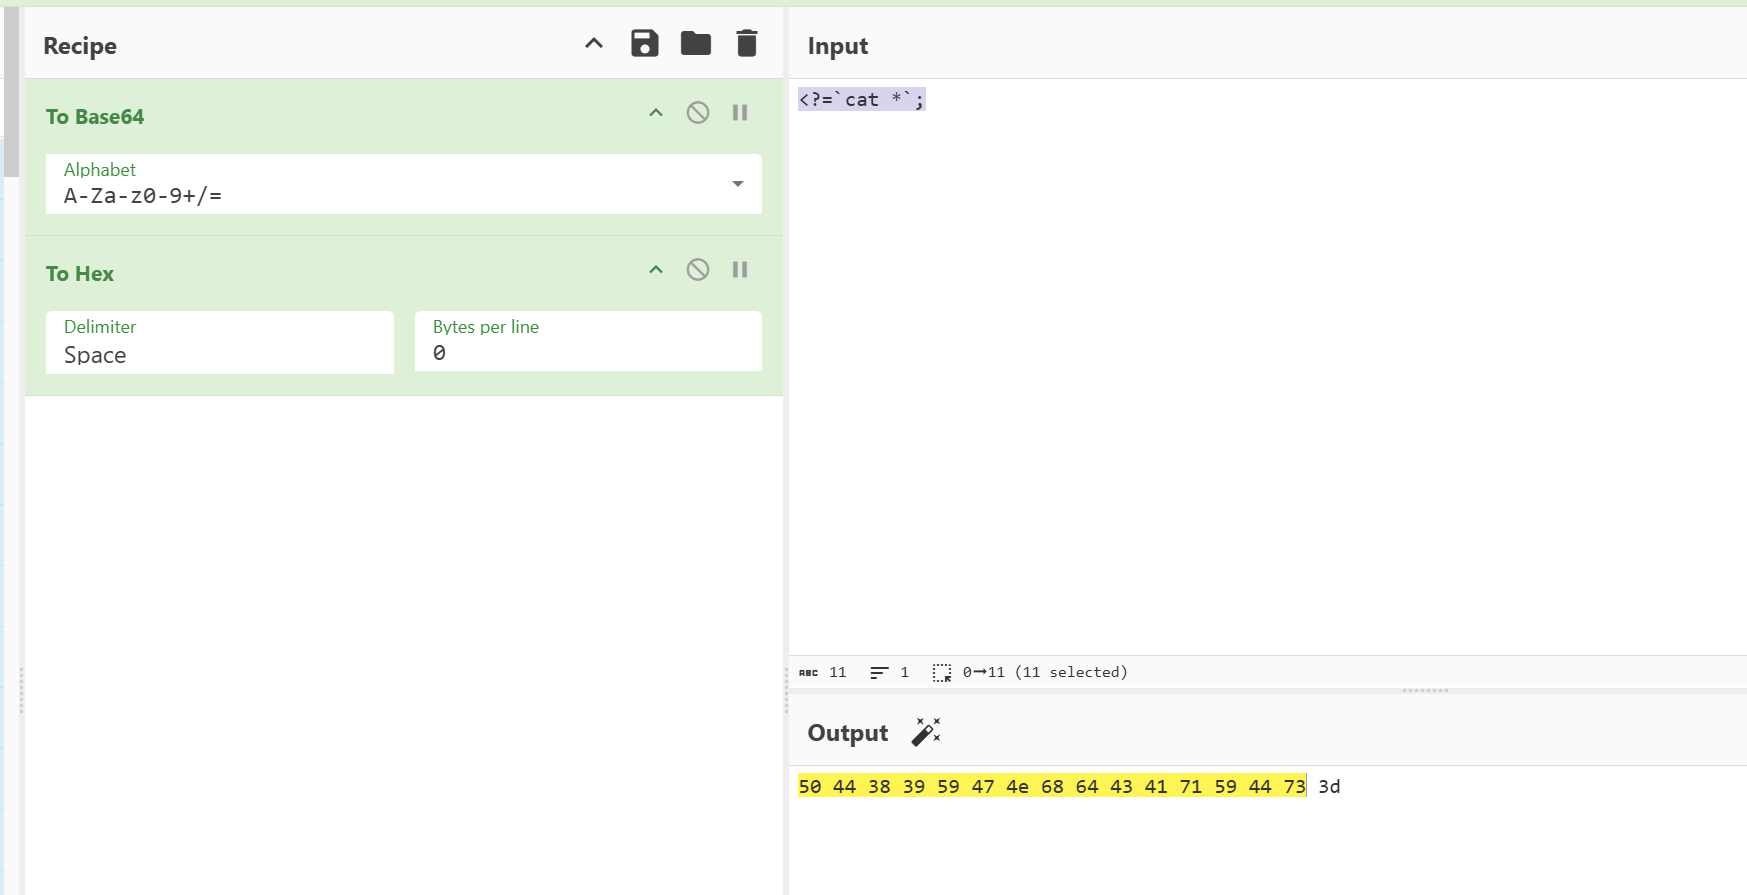 Recipe
To Base64
Alphabet
A-Za-z0-9+/=
To Hex
Delimiter
Space
Bytes per line
0
Input
<?=`cat *`;
ABC 11 1 0→11 (11 selected)
Output
50 44 38 39 59 47 4e 68 64 43 41 71 59 44 73 3d